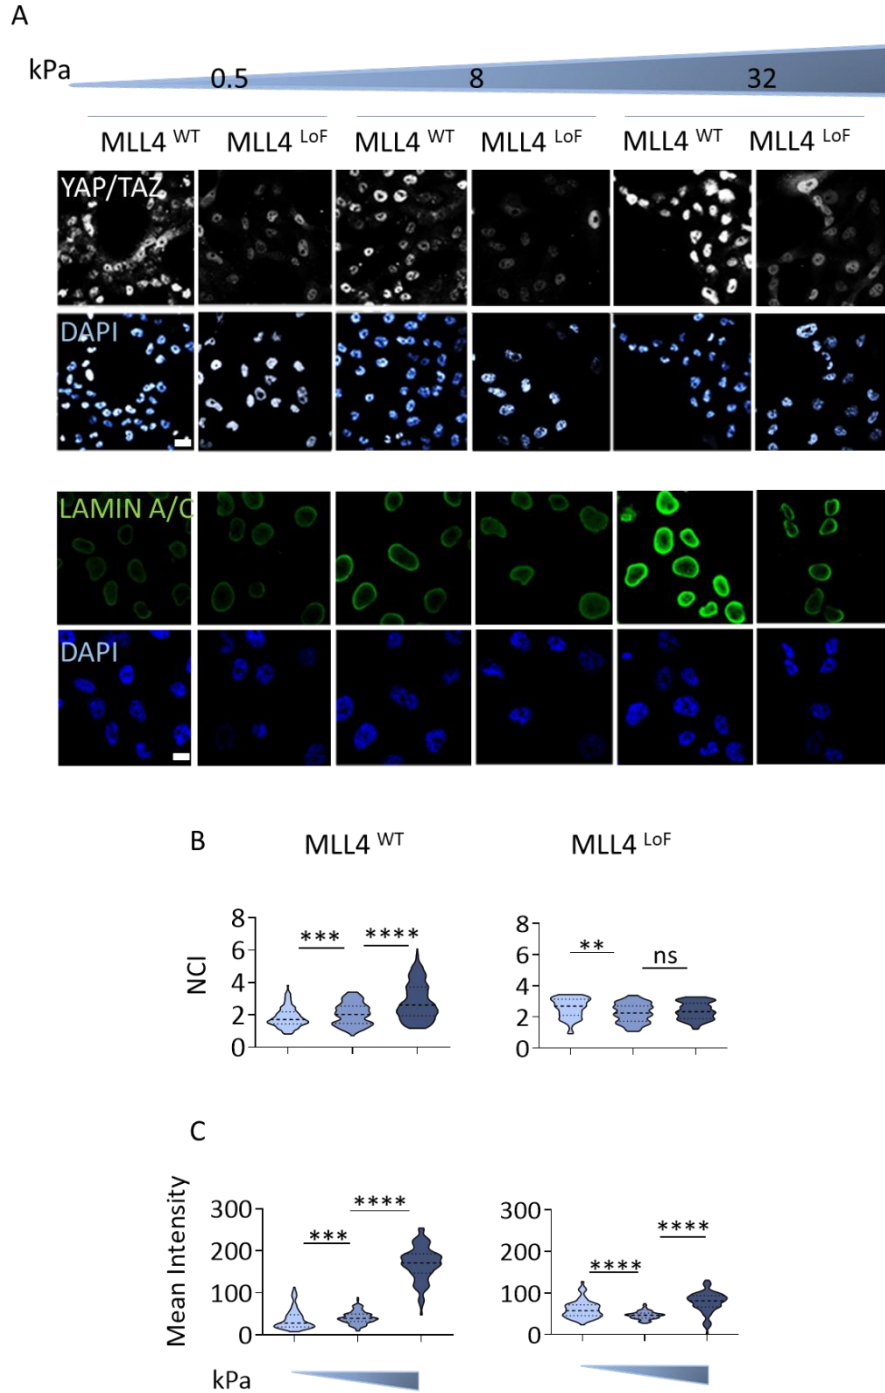 A
kPa 0.5 8 32
MLL4 WT MLL4 LoF MLL4 WT MLL4 LoF MLL4 WT MLL4 LoF
YAP/TAZ
DAPI
LAMIN A/C
DAPI
B
MLL4 WT MLL4 LoF
NCI
8
6
4
2
0
*** ****
8
6
4
2
0
** ns
C
Mean Intensity
300
200
100
0
*** ****
300
200
100
0
**** ****
kPa